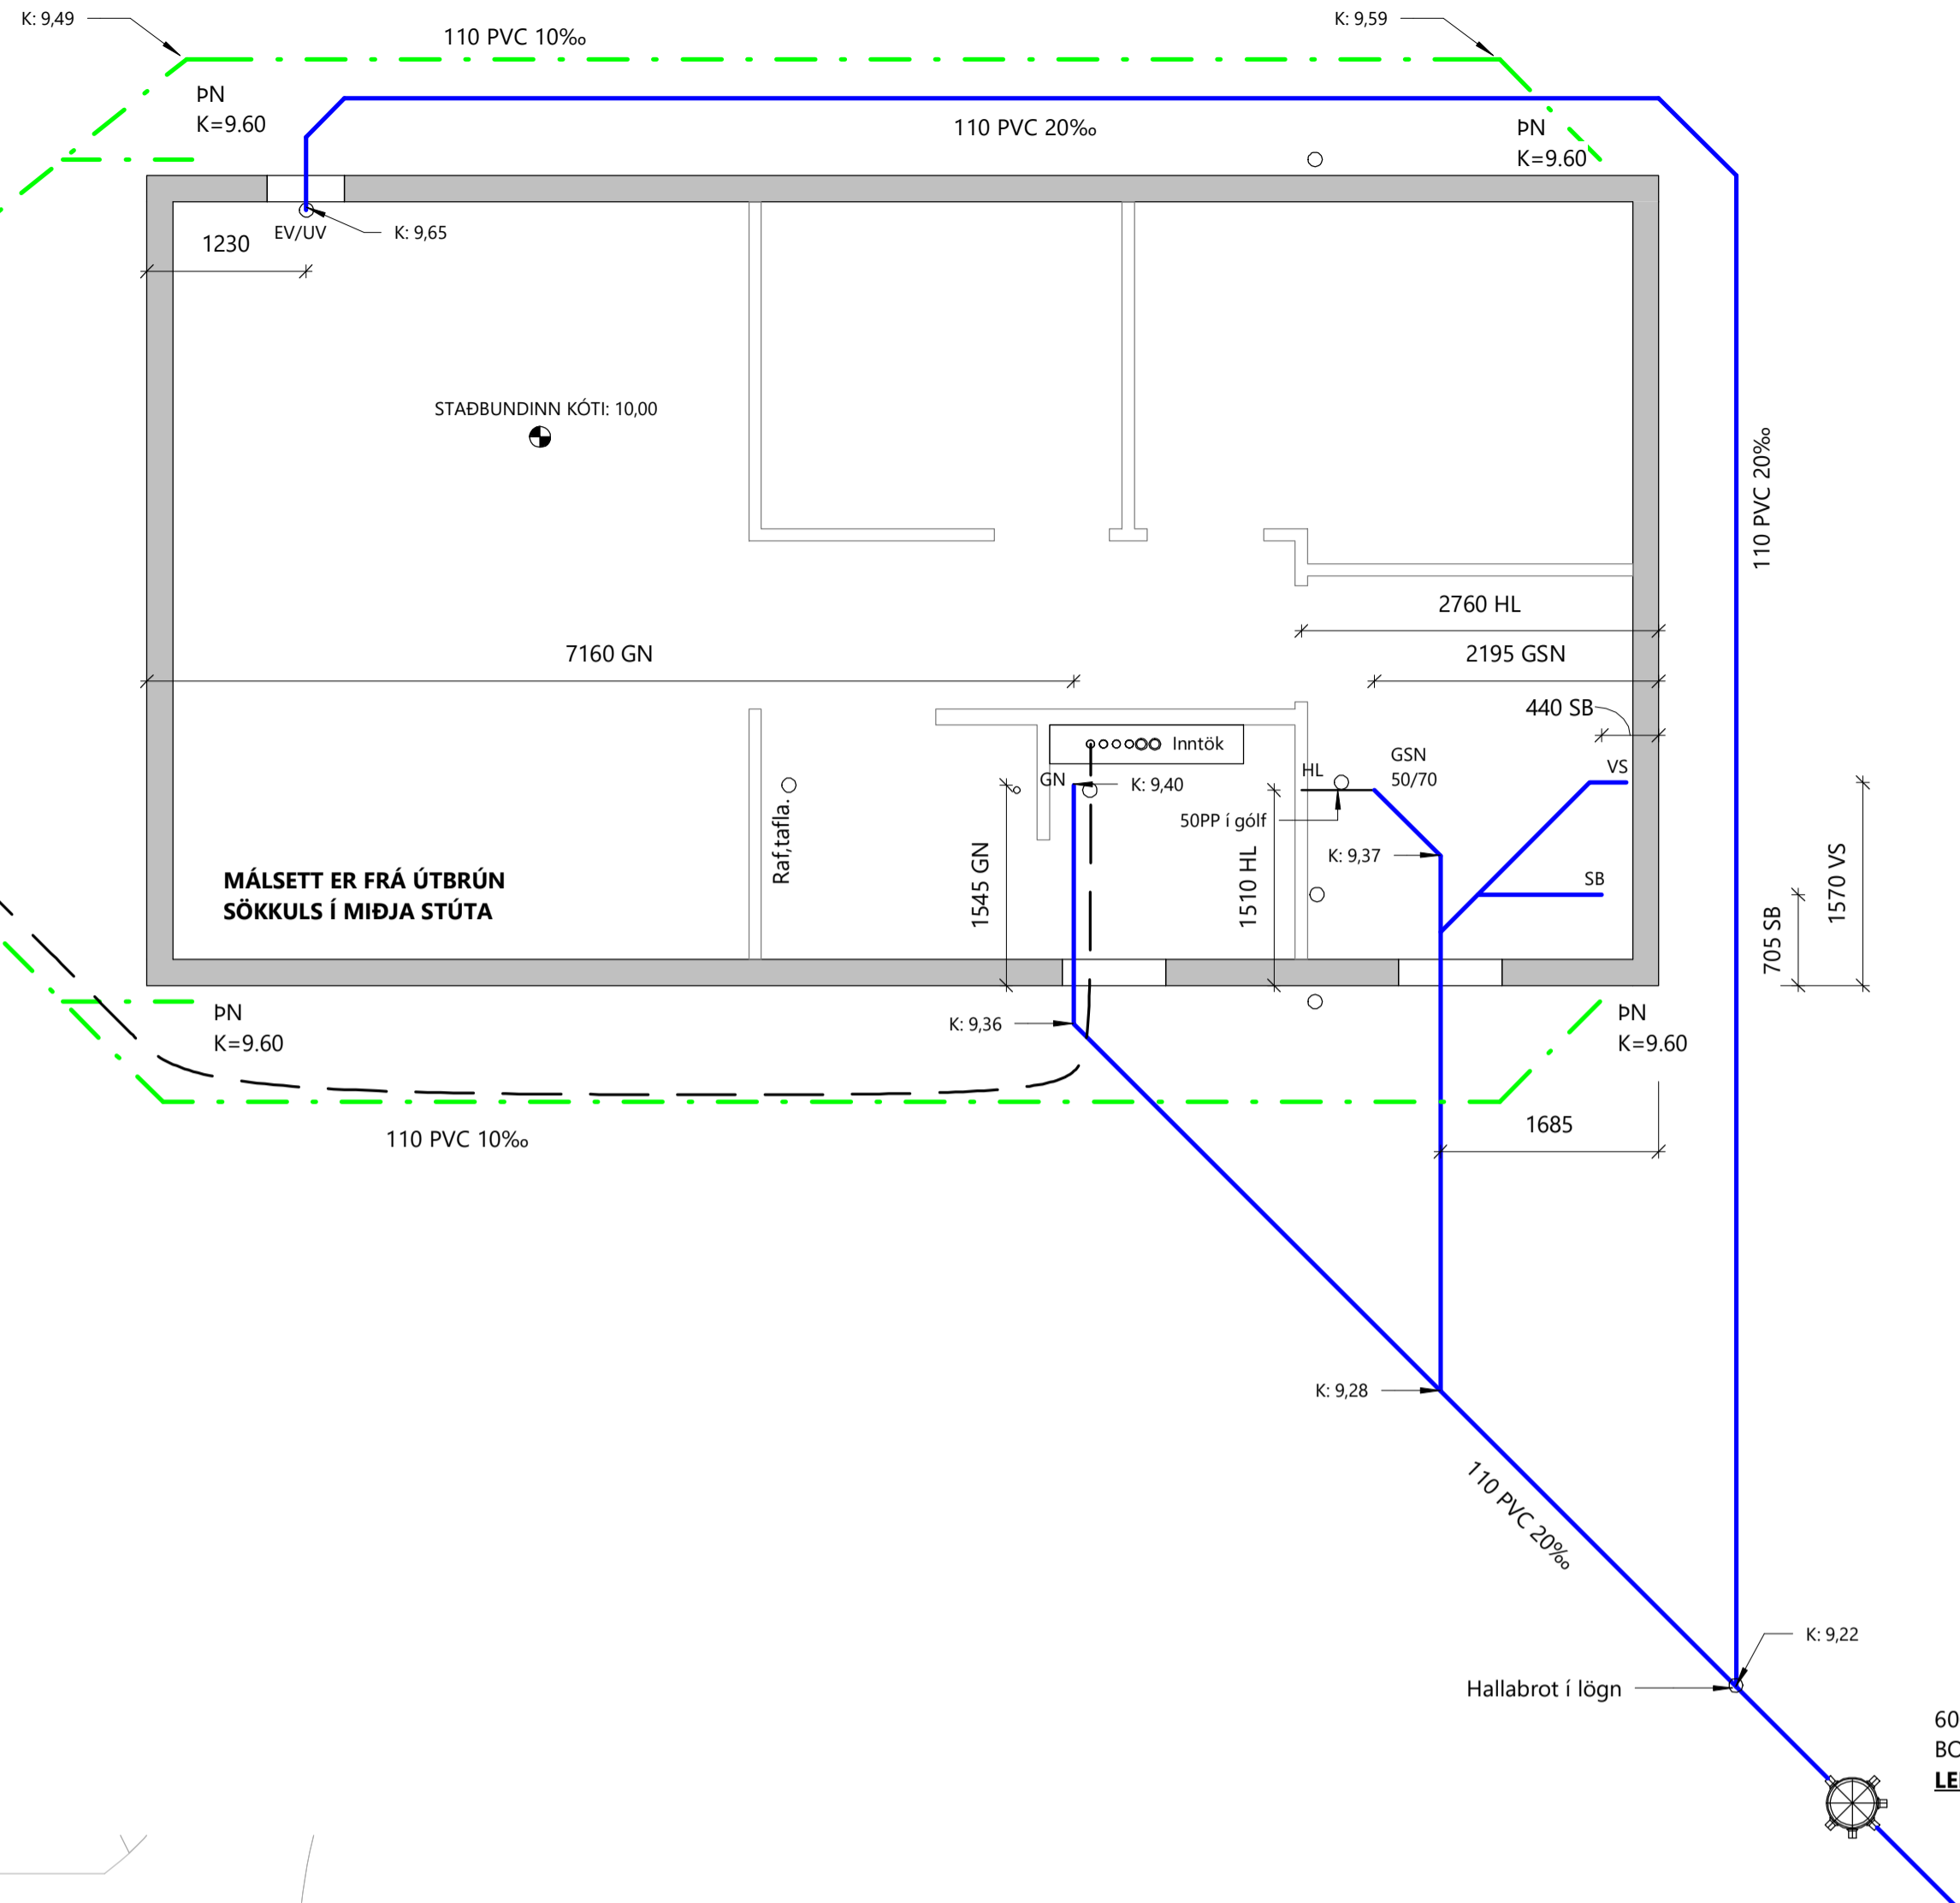 K: 9,49
K: 9,59
110 PVC 10‰
ÞN
K=9.60
110 PVC 20‰
ÞN
K=9.60
EV/UV
K: 9,65
1230
STAÐBUNDINN KÓTI: 10,00
110 PVC 20‰
2760 HL
7160 GN
2195 GSN
440 SB
Inntök
GSN
50/70
HL
VS
GN
K: 9,40
50PP í gólf
Raf,tafla.
K: 9,37
1545 GN
1510 HL
SB
1570 VS
705 SB
MÁLSETT ER FRÁ ÚTBRÚN
SÖKKULS Í MIÐJA STÚTA
ÞN
K=9.60
K: 9,36
ÞN
K=9.60
110 PVC 10‰
1685
K: 9,28
110 PVC 20‰
K: 9,22
Hallabrot í lögn
60